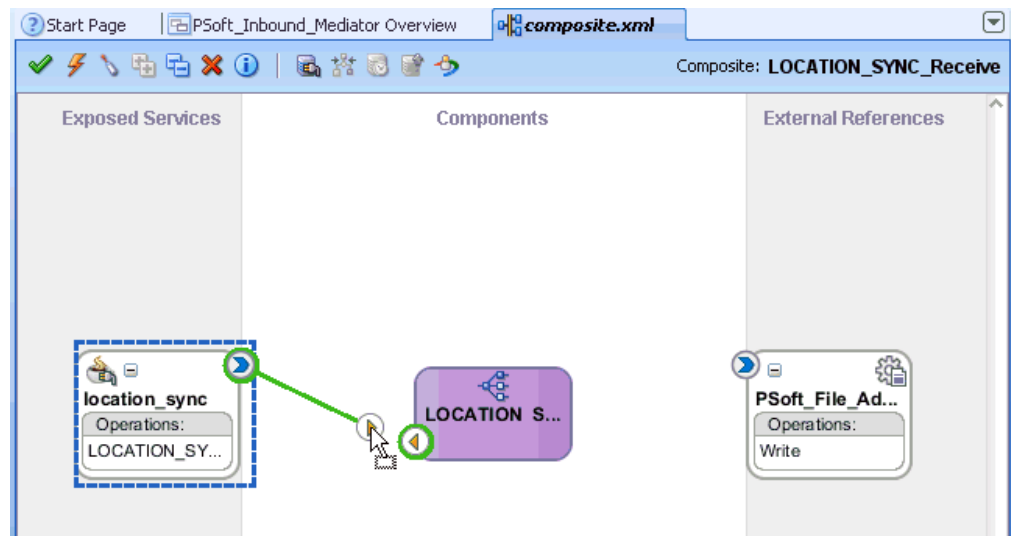 Start Page PSoft_Inbound_Mediator Overview composite.xml
Composite: LOCATION_SYNC_Receive
Exposed Services Components External References
location_sync
Operations:
LOCATION_SY...
LOCATION S...
PSoft_File_Ad...
Operations:
Write